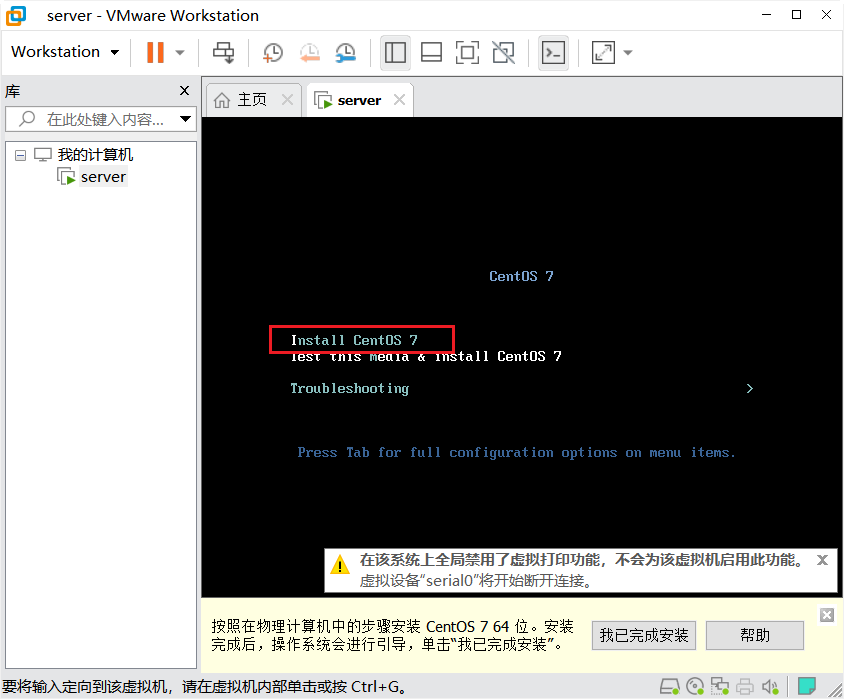 server - VMware Workstation
Workstation
库
在此处键入内容...
我的计算机
server
主页
server
CentOS 7
Install CentOS 7
Test this media & install CentOS 7
Troubleshooting >
Press Tab for full configuration options on menu items.
在该系统上全局禁用了虚拟打印功能，不会为该虚拟机启用此功能。
虚拟设备“serial0”将开始断开连接。
按照在物理计算机中的步骤安装 CentOS 7 64 位。安装
完成后，操作系统会进行引导，单击“我已完成安装”。
我已完成安装
帮助
要将输入定向到该虚拟机，请在虚拟机内部单击或按 Ctrl+G。